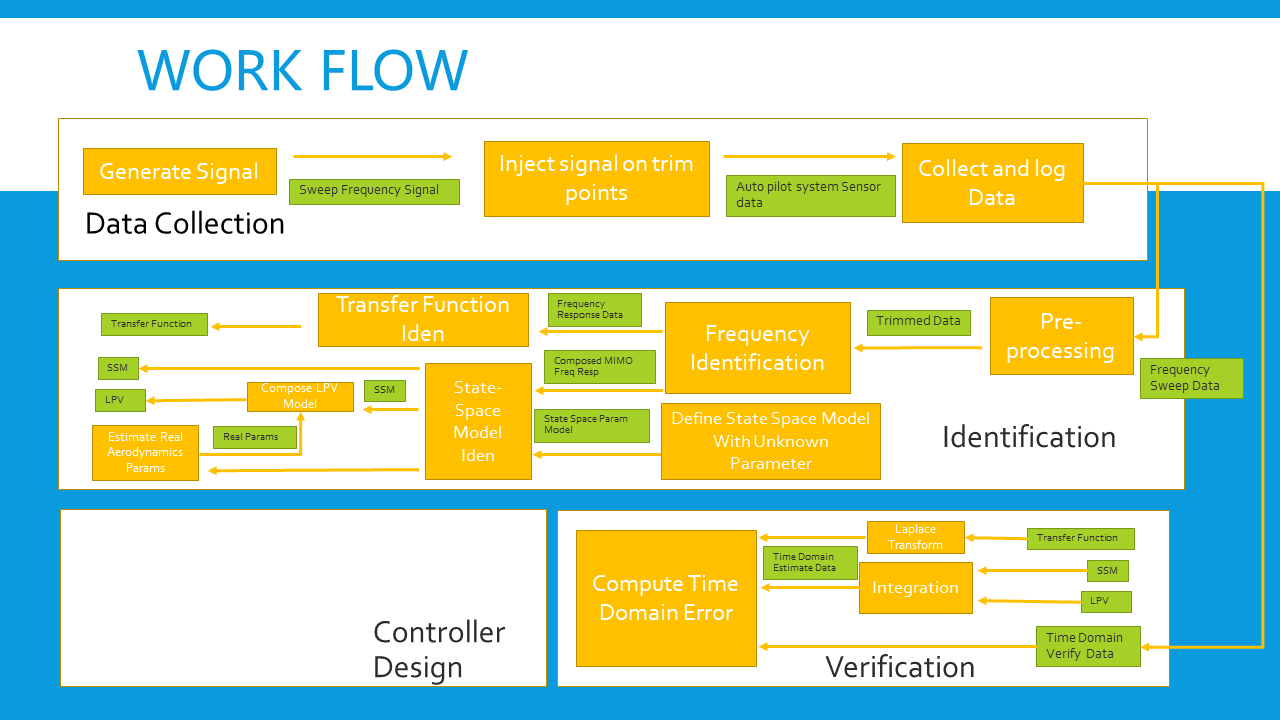 WORK FLOW
Generate Signal
Sweep Frequency Signal
Inject signal on trim
points
Auto pilot system Sensor
data
Collect and log
Data
Data Collection
Transfer Function
Transfer Function
Iden
Frequency
Response Data
Frequency
Identification
Trimmed Data
Pre-
processing
Frequency
Sweep Data
SSM
LPV
Compose LPV
Model
SSM
State-
Space
Model
Iden
Composed MIMO
Freq Resp
State Space Param
Model
Define State Space Model
With Unknown
Parameter
Estimate Real
Aerodynamics
Params
Real Params
Identification
Controller
Design
Compute Time
Domain Error
Time Domain
Estimate Data
Laplace
Transform
Integration
Transfer Function
SSM
LPV
Time Domain
Verify Data
Verification